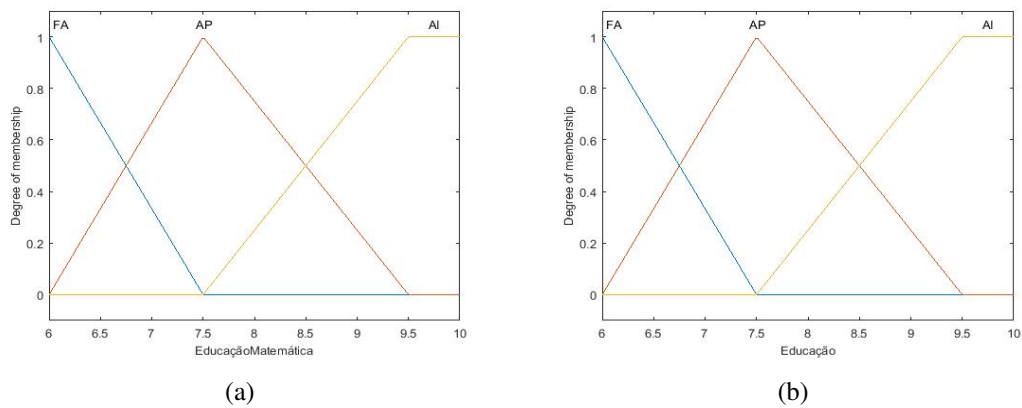 FA AP AI
1
0.8
0.6
0.4
0.2
0
Degree of membership
6 6.5 7 7.5 8 8.5 9 9.5 10
EducaçãoMatemática
(a)
FA AP AI
1
0.8
0.6
0.4
0.2
0
Degree of membership
6 6.5 7 7.5 8 8.5 9 9.5 10
Educação
(b)